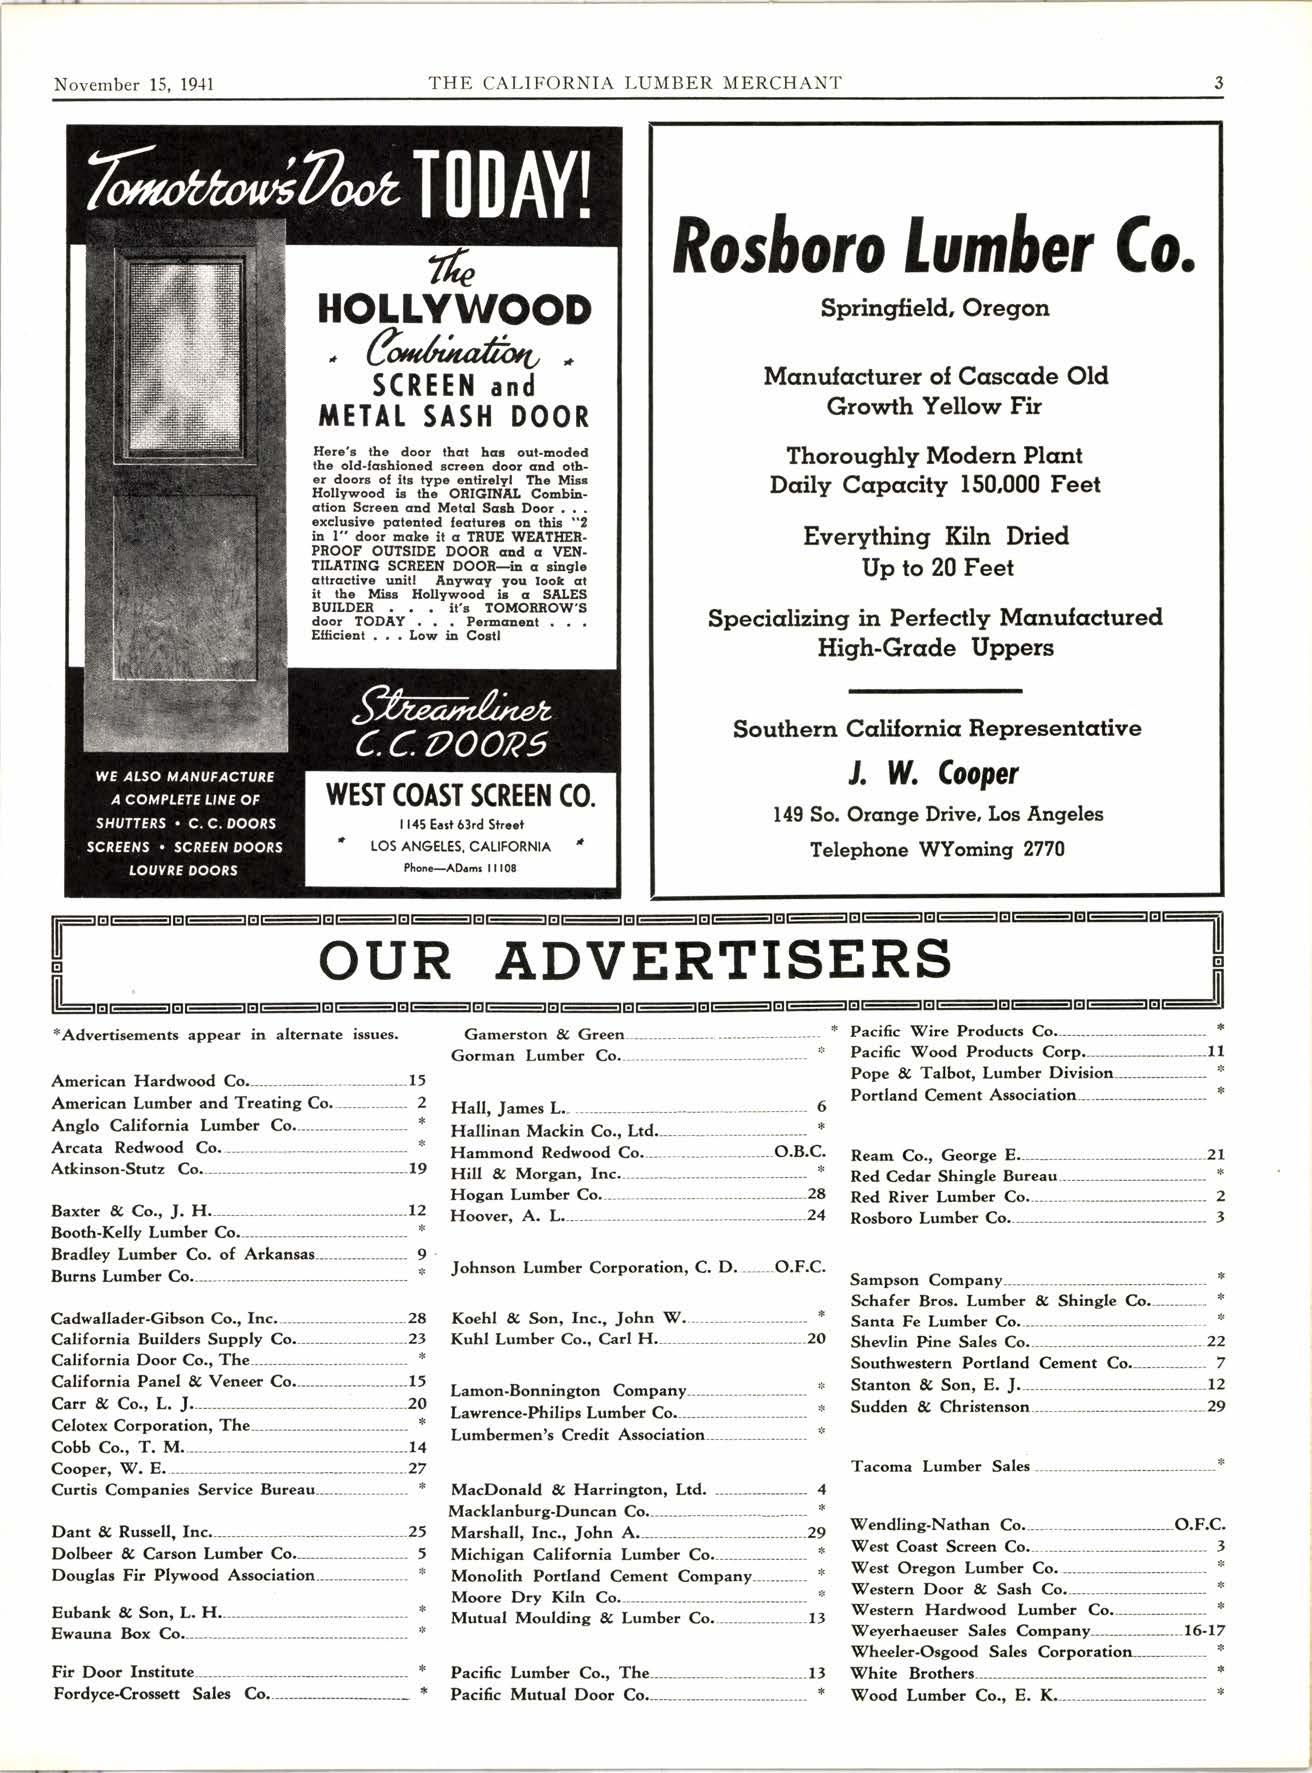 November 15, 1941
THE CALIFORNIA LUMBER MERCHANT
3
Tomorrow's Door TODAY!
The
HOLLYWOOD
* Combination *
SCREEN and
METAL SASH DOOR
Here's the door that has out-moded
the old-fashioned screen door and oth-
er doors of its type entirely! The Miss
Hollywood is the ORIGINAL Combin-
ation Screen and Metal Sash Door . . .
exclusive patented features on this "2
in 1" door make it a TRUE WEATHER-
PROOF OUTSIDE DOOR and a VEN-
TILATING SCREEN DOOR—in a single
attractive unit! Anyway you look at
it the Miss Hollywood is a SALES
BUILDER . . . it's TOMORROW'S
door TODAY . . . Permanent . . .
Efficient . . . Low in Cost!
Streamliner
C. C. DOORS
WE ALSO MANUFACTURE
A COMPLETE LINE OF
SHUTTERS • C. C. DOORS
SCREENS • SCREEN DOORS
LOUVRE DOORS
WEST COAST SCREEN CO.
1145 East 63rd Street
* LOS ANGELES, CALIFORNIA *
Phone—ADams 11108
Rosboro Lumber Co.
Springfield, Oregon
Manufacturer of Cascade Old
Growth Yellow Fir
Thoroughly Modern Plant
Daily Capacity 150,000 Feet
Everything Kiln Dried
Up to 20 Feet
Specializing in Perfectly Manufactured
High-Grade Uppers
Southern California Representative
J. W. Cooper
149 So. Orange Drive, Los Angeles
Telephone WYoming 2770
OUR ADVERTISERS
*Advertisements appear in alternate issues.
American Hardwood Co. 15
American Lumber and Treating Co. 2
Anglo California Lumber Co. *
Arcata Redwood Co. *
Atkinson-Stutz Co. 19
Baxter & Co., J. H. 12
Booth-Kelly Lumber Co. *
Bradley Lumber Co. of Arkansas 9
Burns Lumber Co. *
Cadwallader-Gibson Co., Inc. 28
California Builders Supply Co. 23
California Door Co., The *
California Panel & Veneer Co. 15
Carr & Co., L. J. 20
Celotex Corporation, The *
Cobb Co., T. M. 14
Cooper, W. E. 27
Curtis Companies Service Bureau *
Dant & Russell, Inc. 25
Dolbeer & Carson Lumber Co. 5
Douglas Fir Plywood Association *
Eubank & Son, L. H. *
Ewauna Box Co. *
Fir Door Institute *
Fordyce-Crossett Sales Co. *
Gamerston & Green *
Gorman Lumber Co. *
Hall, James L. 6
Hallinan Mackin Co., Ltd. *
Hammond Redwood Co. O.B.C.
Hill & Morgan, Inc. *
Hogan Lumber Co. 28
Hoover, A. L. 24
Johnson Lumber Corporation, C. D. O.F.C.
Koehl & Son, Inc., John W. *
Kuhl Lumber Co., Carl H. 20
Lamon-Bonnington Company *
Lawrence-Philips Lumber Co. *
Lumbermen's Credit Association *
MacDonald & Harrington, Ltd. 4
Macklanburg-Duncan Co. *
Marshall, Inc., John A. 29
Michigan California Lumber Co. *
Monolith Portland Cement Company *
Moore Dry Kiln Co. *
Mutual Moulding & Lumber Co. 13
Pacific Lumber Co., The 13
Pacific Mutual Door Co. *
Pacific Wire Products Co. *
Pacific Wood Products Corp. 11
Pope & Talbot, Lumber Division *
Portland Cement Association *
Ream Co., George E. 21
Red Cedar Shingle Bureau *
Red River Lumber Co. 2
Rosboro Lumber Co. 3
Sampson Company *
Schafer Bros. Lumber & Shingle Co. *
Santa Fe Lumber Co. *
Shevlin Pine Sales Co. 22
Southwestern Portland Cement Co. 7
Stanton & Son, E. J. 12
Sudden & Christenson 29
Tacoma Lumber Sales *
Wendling-Nathan Co. O.F.C.
West Coast Screen Co. 3
West Oregon Lumber Co. *
Western Door & Sash Co. *
Western Hardwood Lumber Co. *
Weyerhaeuser Sales Company 16-17
Wheeler-Osgood Sales Corporation *
White Brothers *
Wood Lumber Co., E. K. *